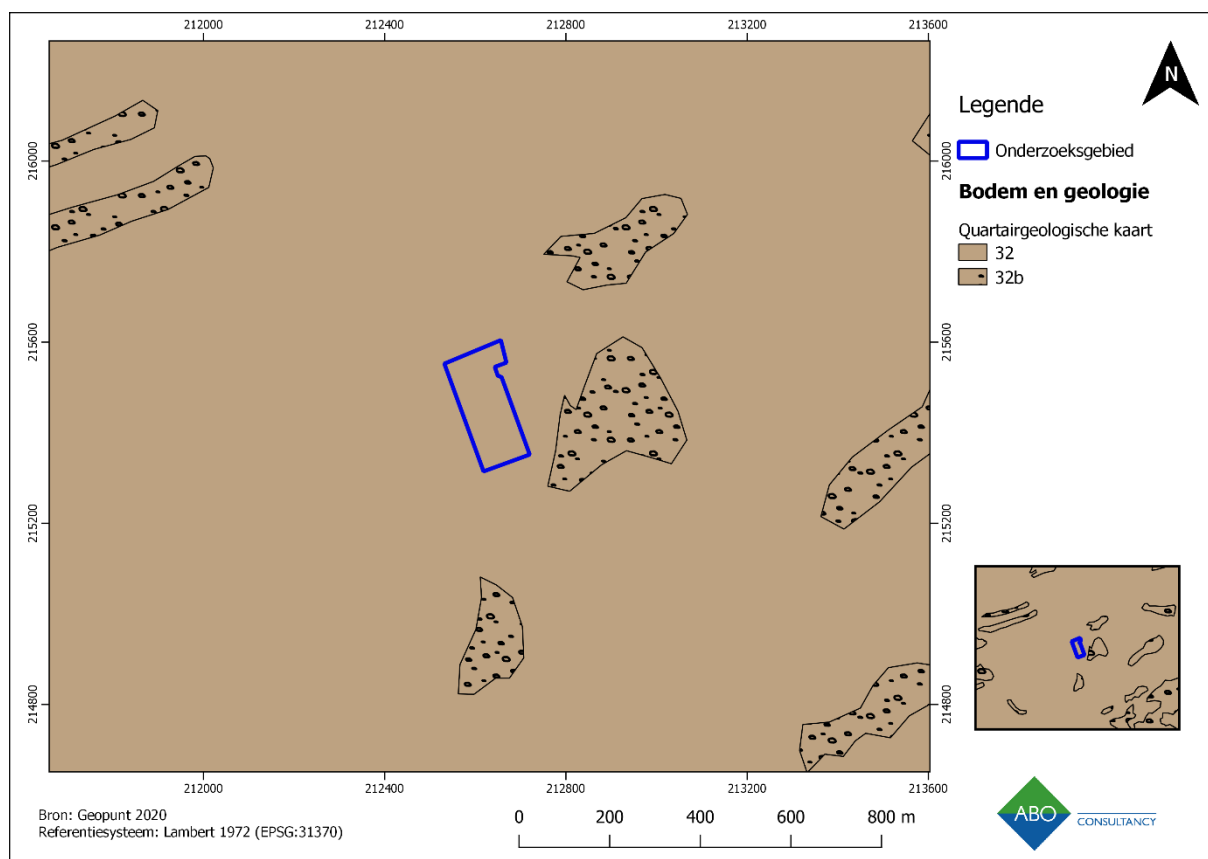 212000 212400 212800 213200 213600
N
Legende
Onderzoeksgebied
Bodem en geologie
Quartairgeologische kaart
32
32b
216000 216000
215600 215600
215200 215200
214800 214800
212000 212400 212800 213200 213600
Bron: Geopunt 2020
Referentiesysteem: Lambert 1972 (EPSG:31370)
0 200 400 600 800 m
ABO CONSULTANCY